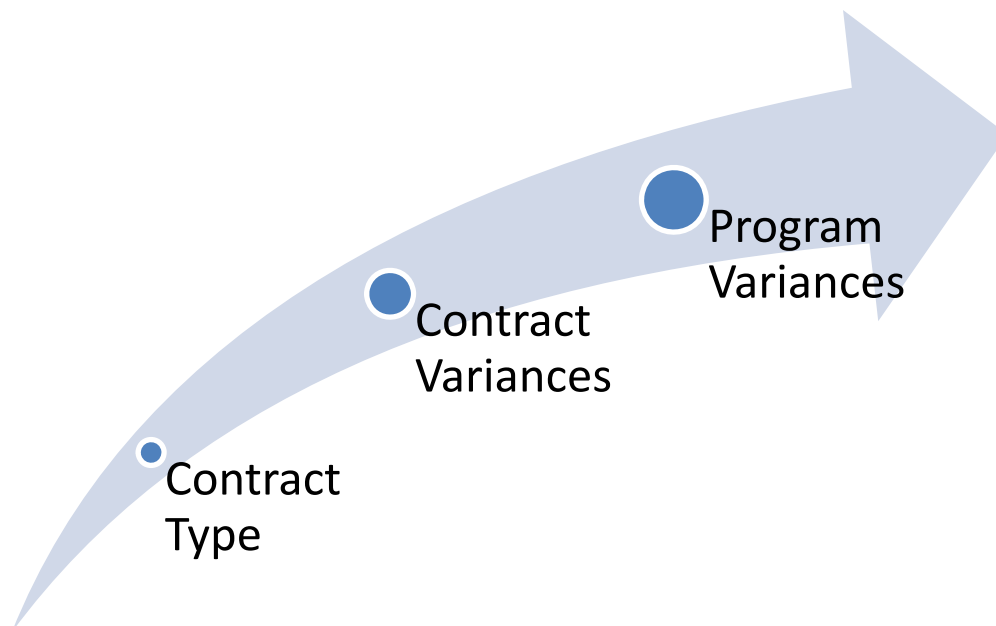 Contract
Type
Contract
Variances
Program
Variances